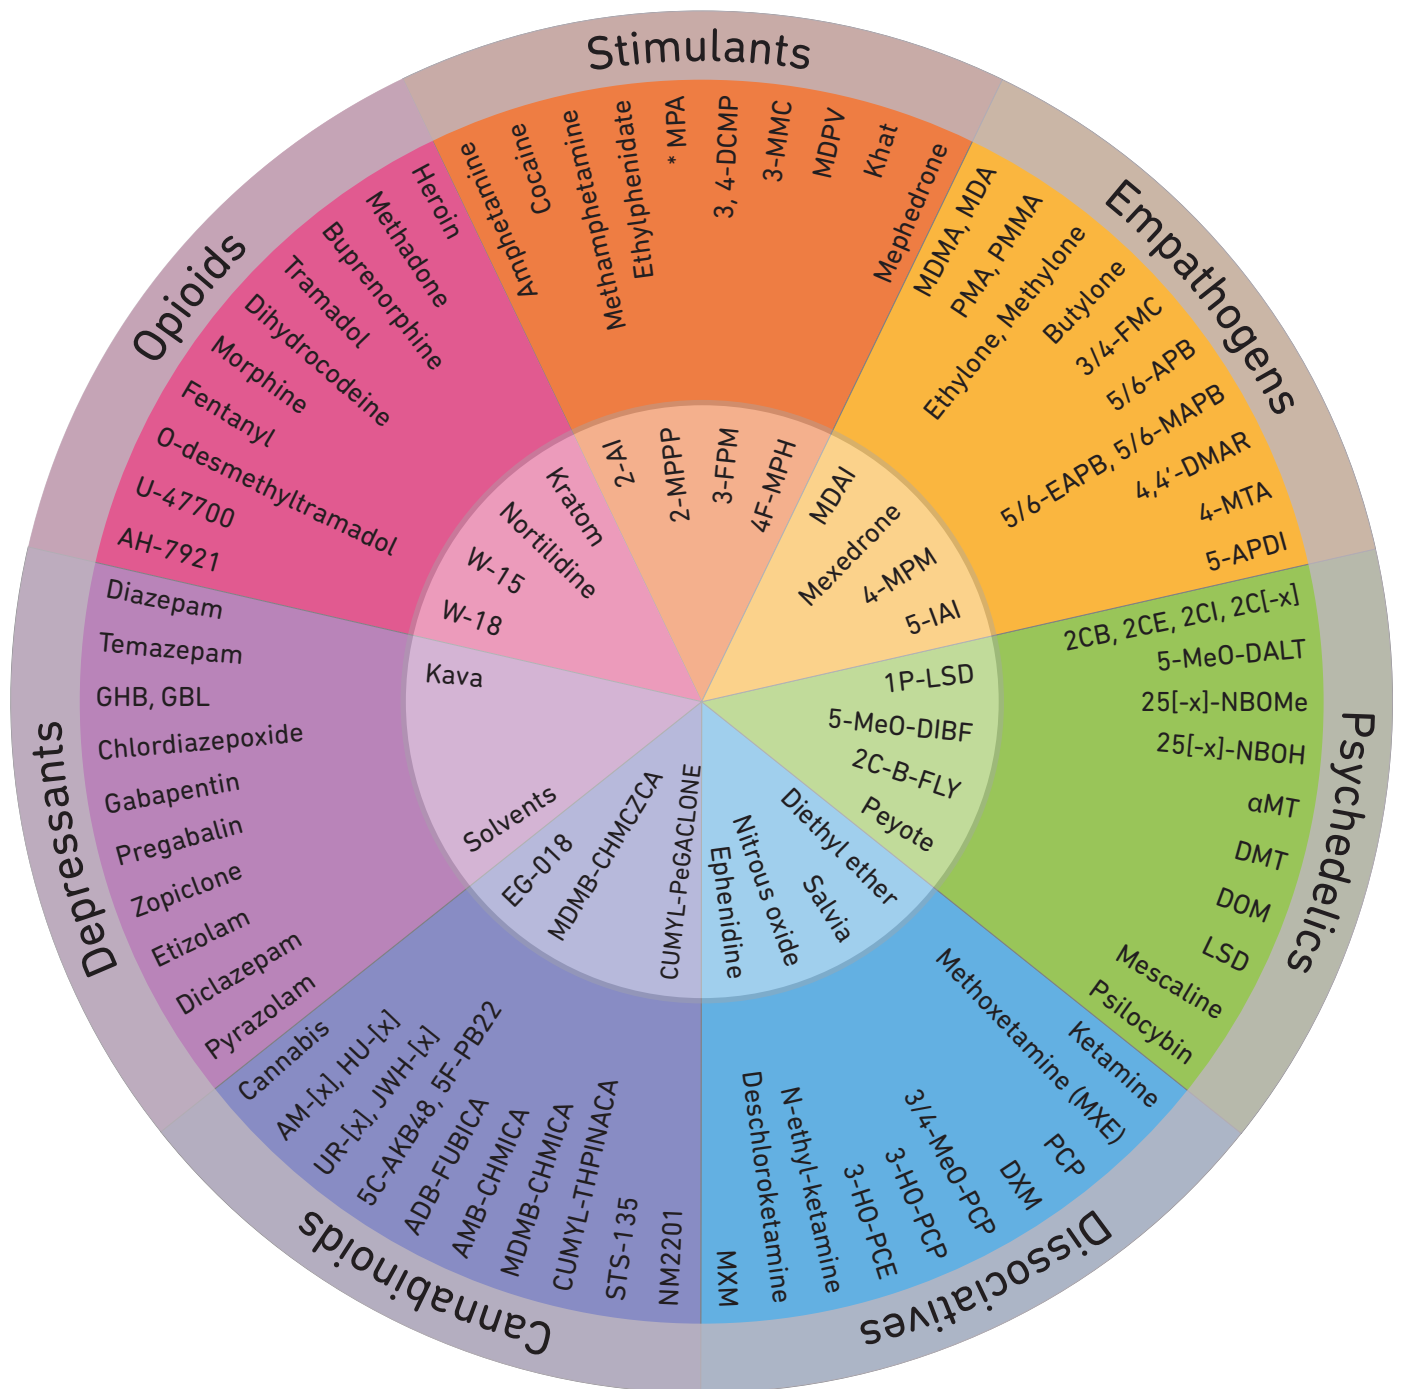 Stimulants
Amphetamine
Cocaine
Methamphetamine
Ethylphenidate
* MPA
3, 4-DCMP
3-MMC
MDPV
Khat
Mephedrone
2-AI
2-MPPP
3-FPM
4F-MPH
Empathogens
MDMA, MDA
PMA, PMMA
Ethylone, Methylone
Butylone
3/4-FMC
5/6-APB
5/6-EAPB, 5/6-MAPB
4,4’-DMAR
4-MTA
5-APDI
MDAI
Mexedrone
4-MPM
5-IAI
Psychedelics
2CB, 2CE, 2CI, 2C[-x]
5-MeO-DALT
25[-x]-NBOMe
25[-x]-NBOH
αMT
DMT
DOM
LSD
Mescaline
Psilocybin
1P-LSD
5-MeO-DIBF
2C-B-FLY
Peyote
Dissociatives
Ketamine
Methoxetamine (MXE)
PCP
DXM
3/4-MeO-PCP
3-HO-PCP
3-HO-PCE
N-ethyl-ketamine
Deschloroketamine
MXM
Diethyl ether
Salvia
Nitrous oxide
Ephenidine
Cannabinoids
Cannabis
AM-[x], HU-[x]
UR-[x], JWH-[x]
5C-AKB48, 5F-PB22
ADB-FUBICA
AMB-CHMICA
MDMB-CHMICA
CUMYL-THPINACA
STS-135
NM2201
EG-018
MDMB-CHMCZCA
CUMYL-PeGACLONE
Depressants
Diazepam
Temazepam
GHB, GBL
Chlordiazepoxide
Gabapentin
Pregabalin
Zopiclone
Etizolam
Diclazepam
Pyrazolam
Kava
Solvents
Opioids
Heroin
Methadone
Buprenorphine
Tramadol
Dihydrocodeine
Morphine
Fentanyl
O-desmethyltramadol
U-47700
AH-7921
Kratom
Nortilidine
W-15
W-18